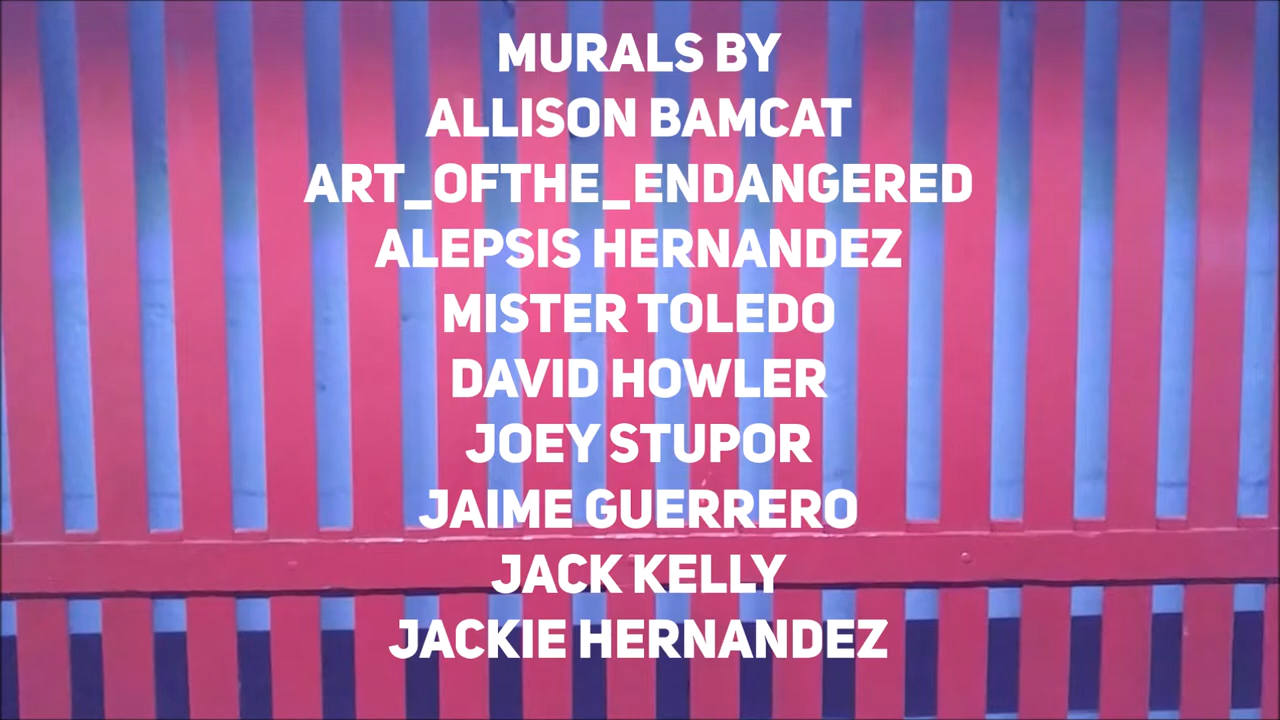 MURALS BY
ALLISON BAMCAT
ART_OFTHE_ENDANGERED
ALEPSIS HERNANDEZ
MISTER TOLEDO
DAVID HOWLER
JOEY STUPOR
JAIME GUERRERO
JACK KELLY
JACKIE HERNANDEZ